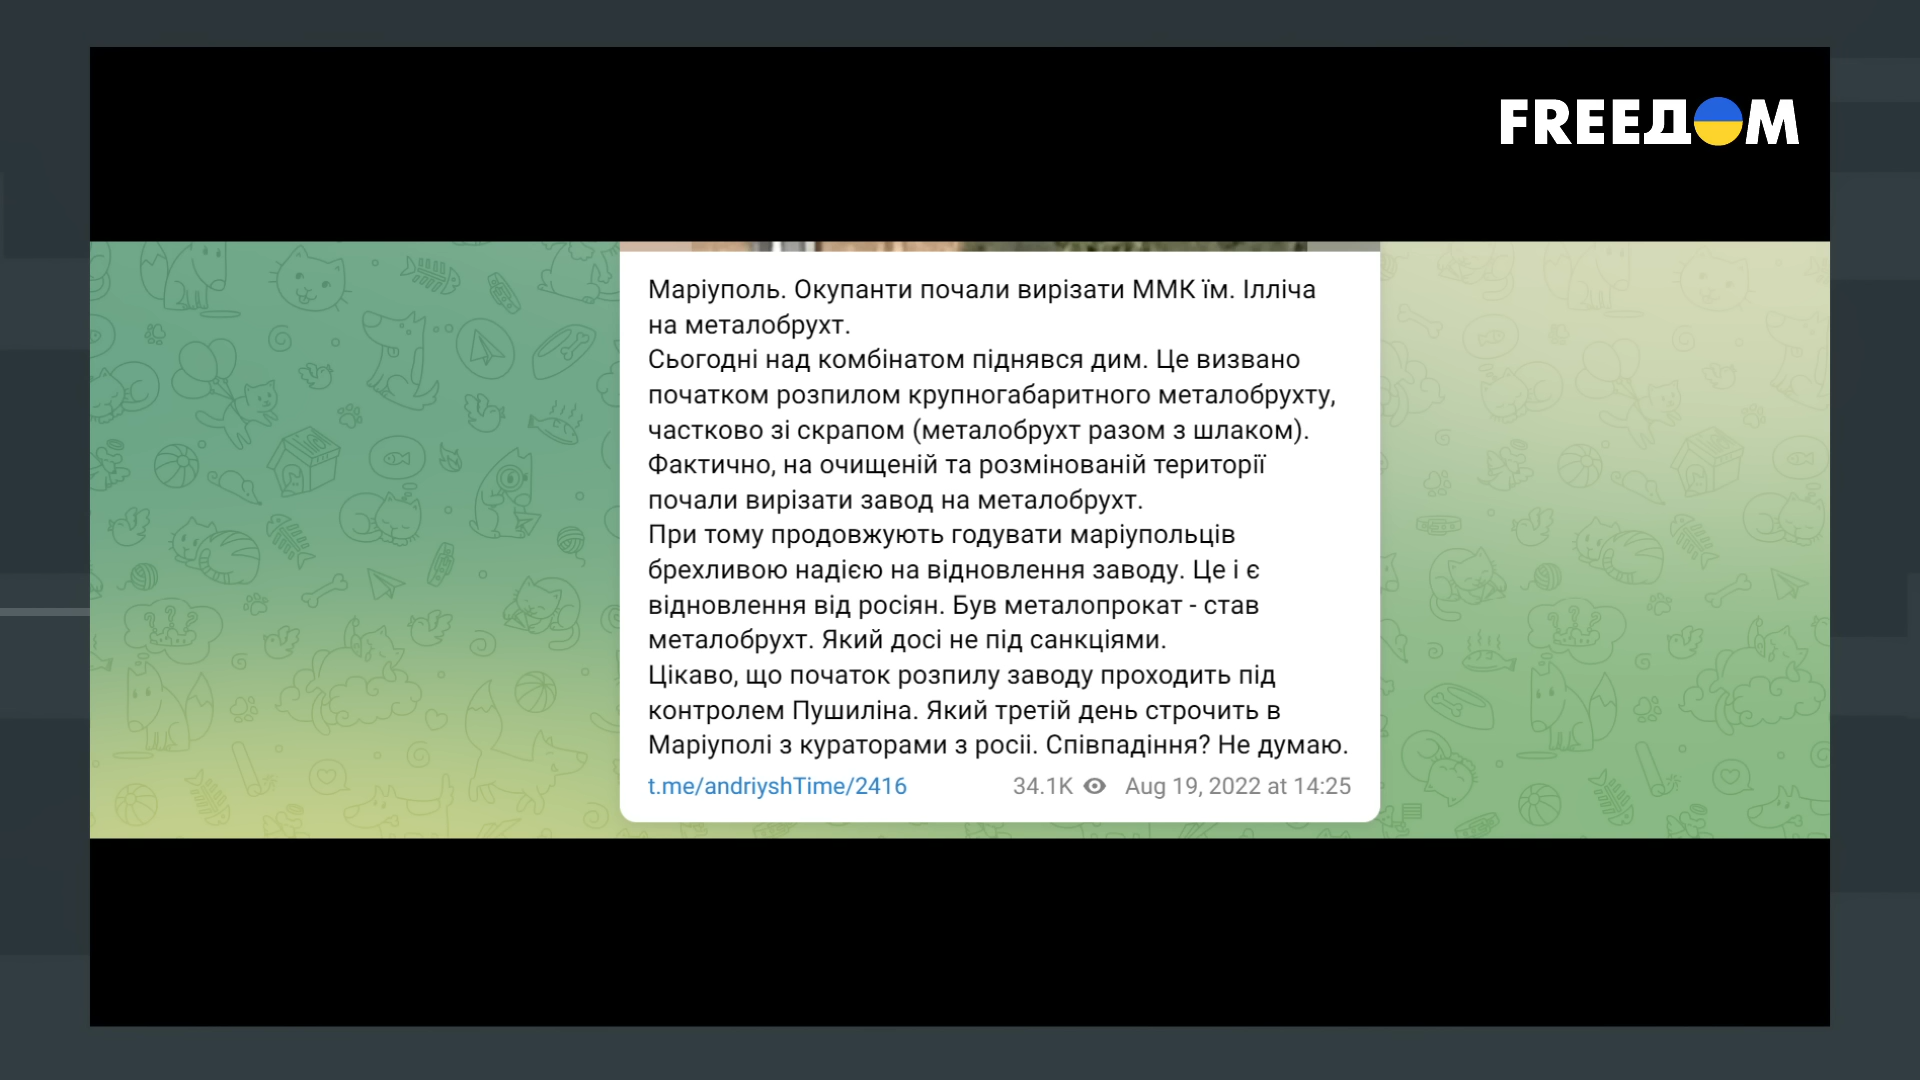 FREEДOM
Маріуполь. Окупанти почали вирізати ММК їм. Ілліча
на металобрухт.
Сьогодні над комбінатом піднявся дим. Це визвано
початком розпилом крупногабаритного металобрухту,
частково зі скрапом (металобрухт разом з шлаком).
Фактично, на очищеній та розмінованій території
почали вирізати завод на металобрухт.
При тому продовжують годувати маріупольців
брехливою надією на відновлення заводу. Це і є
відновлення від росіян. Був металопрокат - став
металобрухт. Який досі не під санкціями.
Цікаво, що початок розпилу заводу проходить під
контролем Пушиліна. Який третій день строчить в
Маріуполі з кураторами з росіі. Співпадіння? Не думаю.
t.me/andriyshTime/2416 34.1K Aug 19, 2022 at 14:25